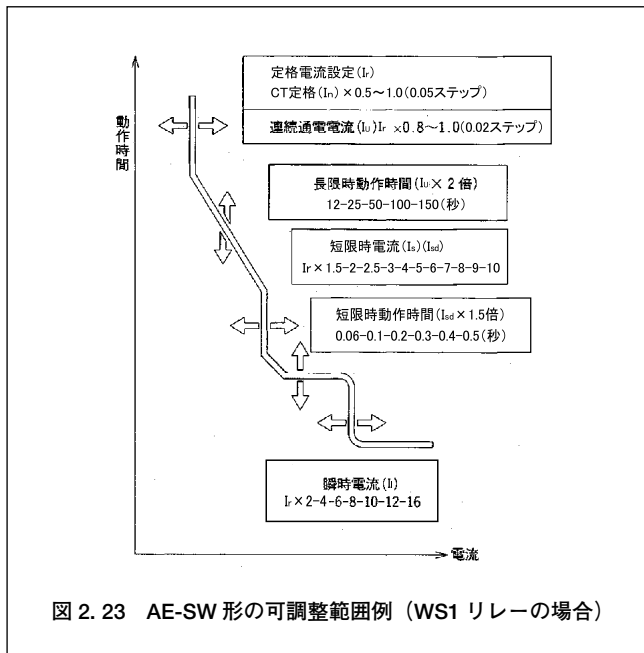 動作時間
定格電流設定(Ir)
CT定格(In)×0.5～1.0(0.05ステップ)
連続通電電流(Iu)Ir ×0.8～1.0(0.02ステップ)
長限時動作時間(Iu× 2 倍)
12-25-50-100-150(秒)
短限時電流(Is)(Isd)
Ir×1.5-2-2.5-3-4-5-6-7-8-9-10
短限時動作時間(Isd×1.5倍)
0.06-0.1-0.2-0.3-0.4-0.5(秒)
瞬時電流(Ii)
Ir×2-4-6-8-10-12-16
電流
図 2. 23 AE-SW 形の可調整範囲例（WS1 リレーの場合）